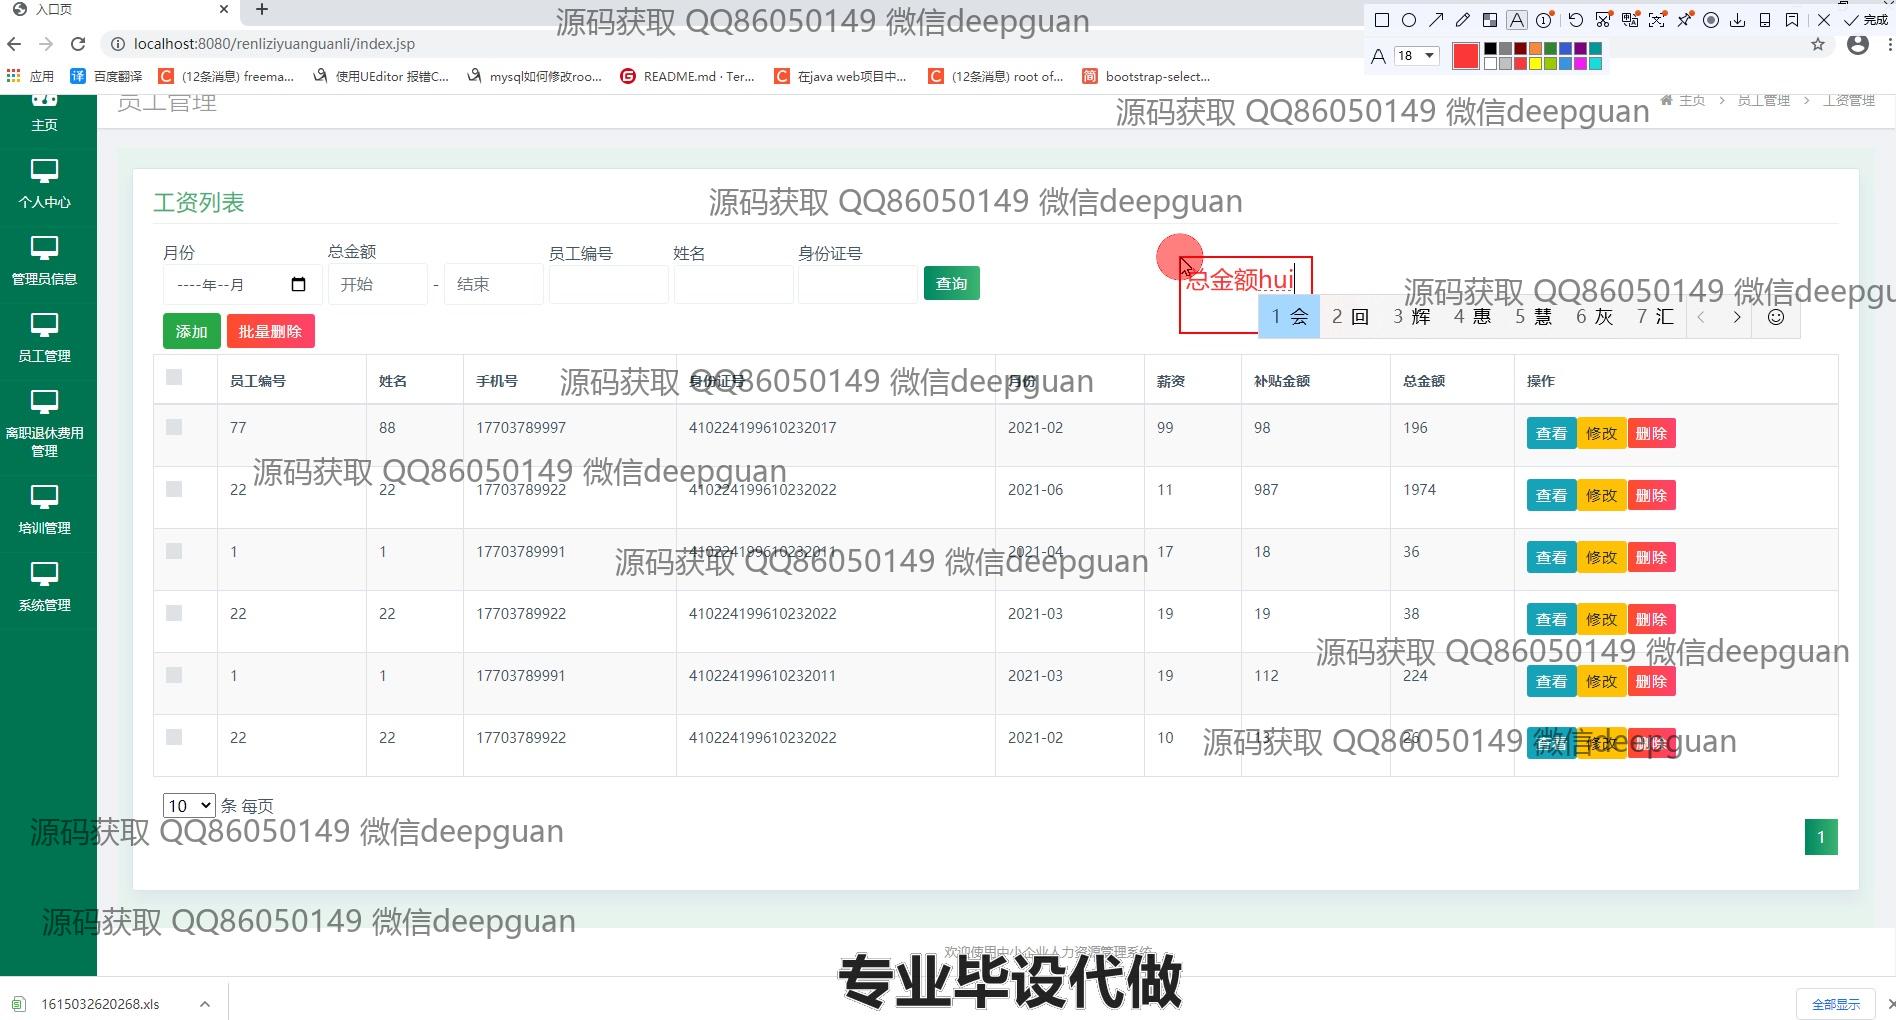 入口页
源码获取 QQ86050149 微信deepguan
完成
localhost:8080/renliziyuanguanli/index.jsp
A 18
应用 百度翻译 (12条消息) freema... 使用UEditor 报错C... mysql如何修改roo... README.md · Ter... 在java web项目中... (12条消息) root of... bootstrap-select...
员工管理
主页 > 员工管理 > 工资管理
源码获取 QQ86050149 微信deepguan
主页
个人中心
管理员信息
员工管理
离职退休费用
管理
培训管理
系统管理
工资列表
源码获取 QQ86050149 微信deepguan
月份 总金额 员工编号 姓名 身份证号
----年--月 开始 - 结束 查询
总金额hui
源码获取 QQ86050149 微信deepgu
1 会 2 回 3 辉 4 惠 5 慧 6 灰 7 汇
添加 批量删除
员工编号 姓名 手机号 身份证号 月份 薪资 补贴金额 总金额 操作
源码获取 QQ86050149 微信deepguan
77 88 17703789997 410224199610232017 2021-02 99 98 196 查看 修改 删除
源码获取 QQ86050149 微信deepguan
22 22 17703789922 410224199610232022 2021-06 11 987 1974 查看 修改 删除
1 1 17703789991 410224199610232011 2021-04 17 18 36 查看 修改 删除
源码获取 QQ86050149 微信deepguan
22 22 17703789922 410224199610232022 2021-03 19 19 38 查看 修改 删除
源码获取 QQ86050149 微信deepguan
1 1 17703789991 410224199610232011 2021-03 19 112 224 查看 修改 删除
22 22 17703789922 410224199610232022 2021-02 10 13 26 查看 修改 删除
源码获取 QQ86050149 微信deepguan
10 条 每页
源码获取 QQ86050149 微信deepguan
1
源码获取 QQ86050149 微信deepguan
欢迎使用中小企业人力资源管理系统
专业毕设代做
1615032620268.xls
全部显示